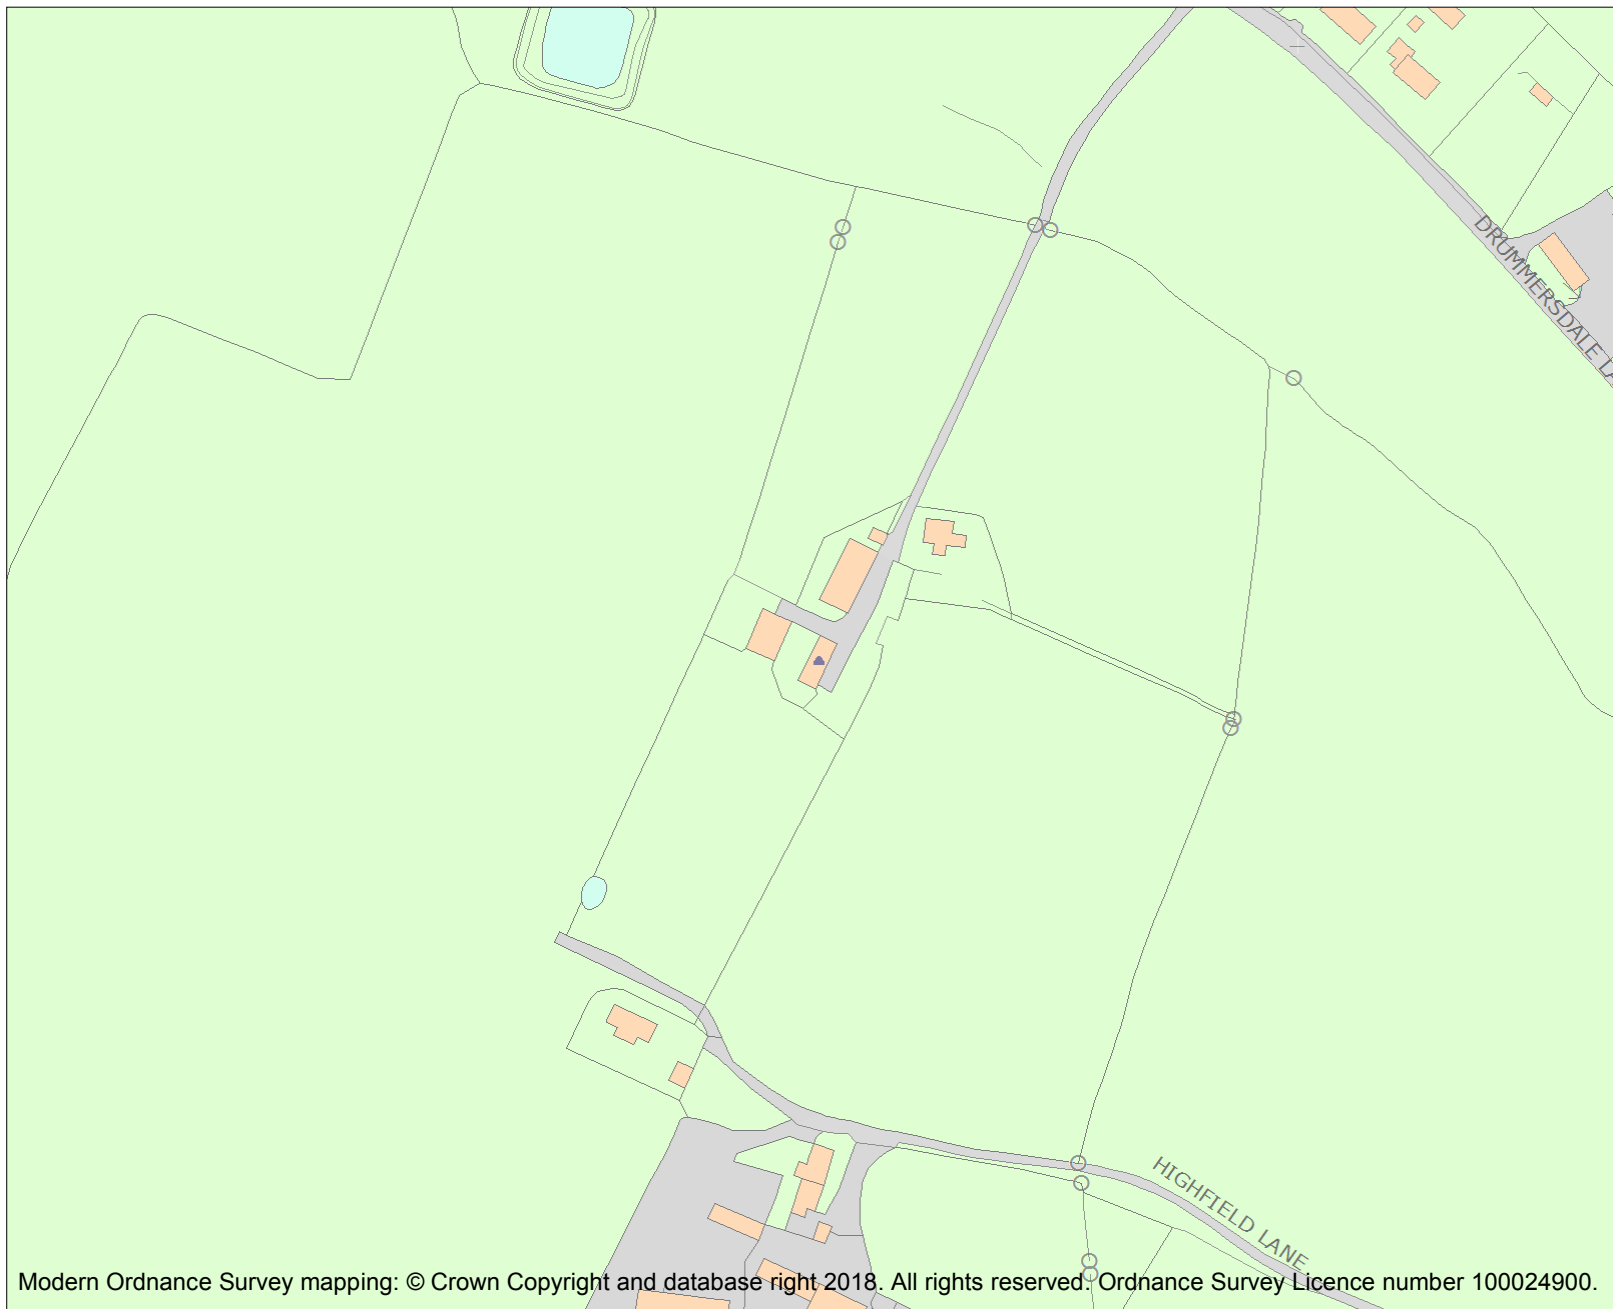 DRUMMERSDALE LA
HIGHFIELD LANE
Modern Ordnance Survey mapping: © Crown Copyright and database right 2018. All rights reserved. Ordnance Survey Licence number 100024900.